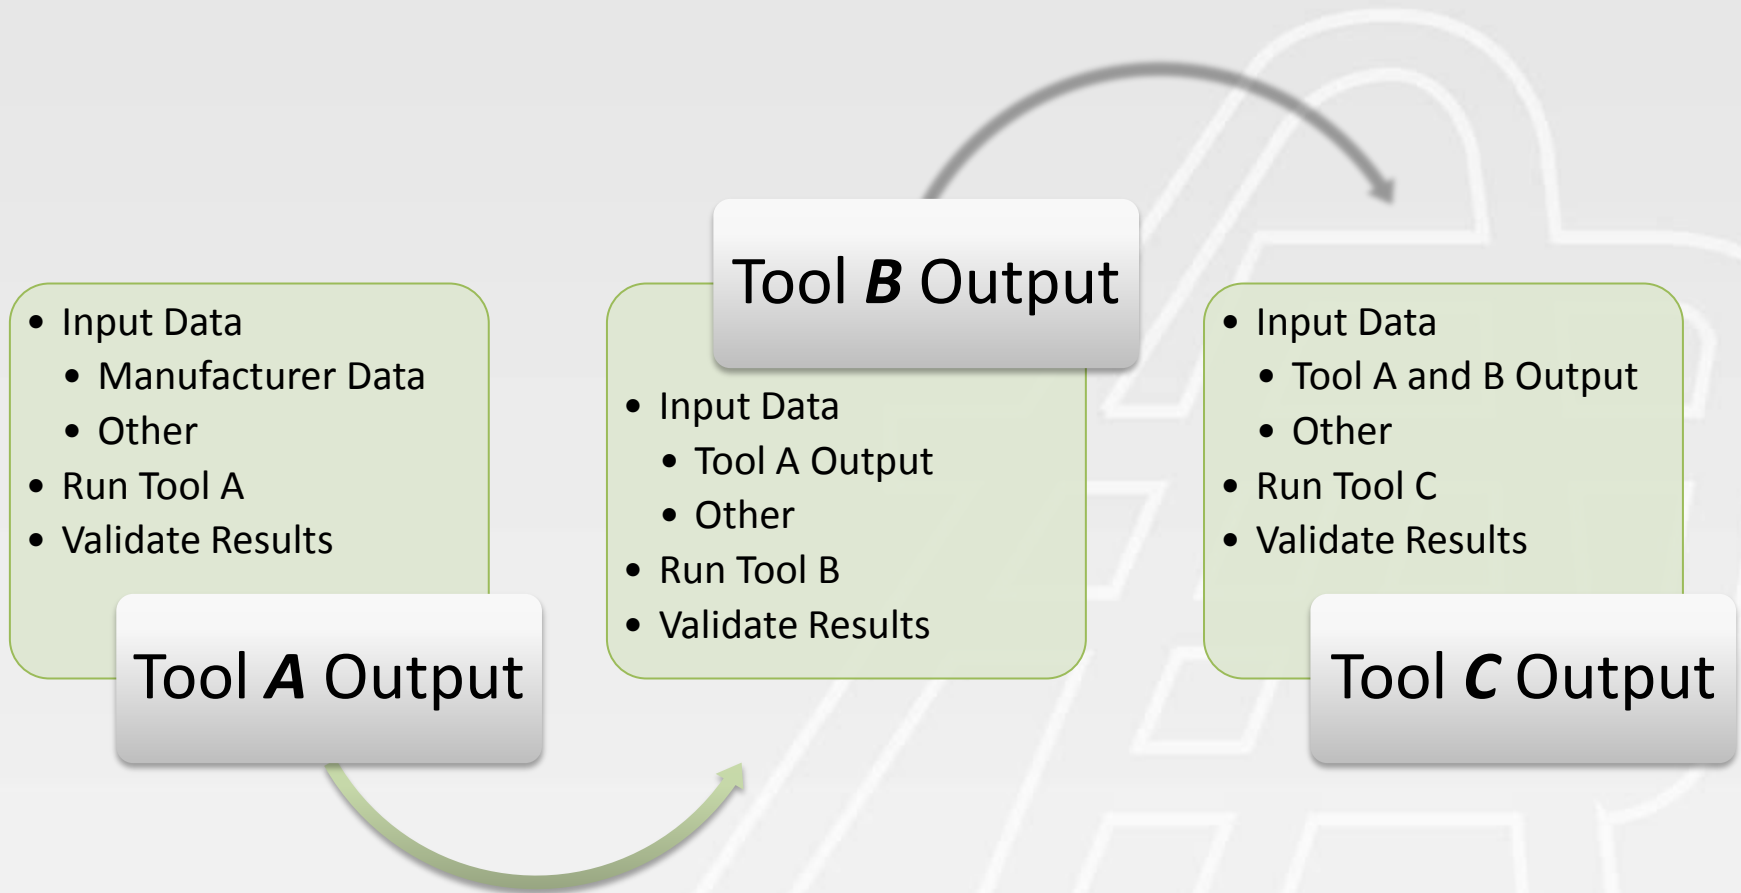 • Input Data
• Manufacturer Data
• Other
• Run Tool A
• Validate Results
Tool A Output
Tool B Output
• Input Data
• Tool A Output
• Other
• Run Tool B
• Validate Results
• Input Data
• Tool A and B Output
• Other
• Run Tool C
• Validate Results
Tool C Output